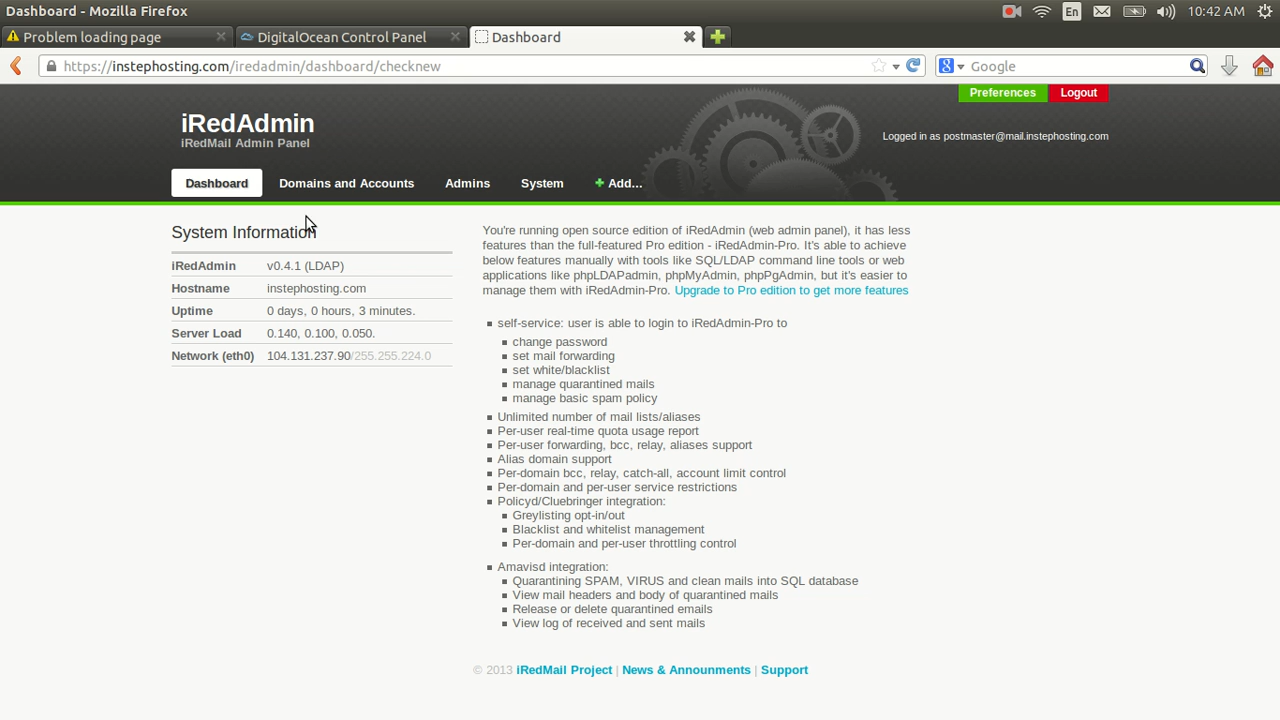 Dashboard - Mozilla Firefox
En
10:42 AM
Problem loading page
DigitalOcean Control Panel
Dashboard
https://instephosting.com/iredadmin/dashboard/checknew
8
Google
Preferences
Logout
iRedAdmin
iRedMail Admin Panel
Logged in as postmaster@mail.instephosting.com
Dashboard
Domains and Accounts
Admins
System
Add...
System Information
iRedAdmin v0.4.1 (LDAP)
Hostname instephosting.com
Uptime 0 days, 0 hours, 3 minutes.
Server Load 0.140, 0.100, 0.050.
Network (eth0) 104.131.237.90/255.255.224.0
You're running open source edition of iRedAdmin (web admin panel), it has less
features than the full-featured Pro edition - iRedAdmin-Pro. It's able to achieve
below features manually with tools like SQL/LDAP command line tools or web
applications like phpLDAPadmin, phpMyAdmin, phpPgAdmin, but it's easier to
manage them with iRedAdmin-Pro. Upgrade to Pro edition to get more features
self-service: user is able to login to iRedAdmin-Pro to
change password
set mail forwarding
set white/blacklist
manage quarantined mails
manage basic spam policy
Unlimited number of mail lists/aliases
Per-user real-time quota usage report
Per-user forwarding, bcc, relay, aliases support
Alias domain support
Per-domain bcc, relay, catch-all, account limit control
Per-domain and per-user service restrictions
Policyd/Cluebringer integration:
Greylisting opt-in/out
Blacklist and whitelist management
Per-domain and per-user throttling control
Amavisd integration:
Quarantining SPAM, VIRUS and clean mails into SQL database
View mail headers and body of quarantined mails
Release or delete quarantined emails
View log of received and sent mails
© 2013 iRedMail Project | News & Announments | Support